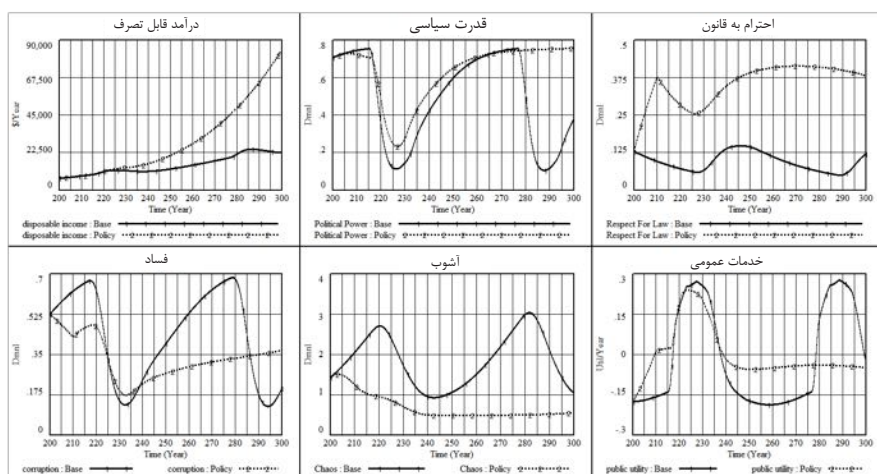 درآمد قابل تصرف
90,000
67,500
45,000
22,500
0
$/Year
200 210 220 230 240 250 260 270 280 290 300
Time (Year)
disposable income : Base
disposable income : Policy
قدرت سیاسی
.8
.6
.4
.2
0
Dmnl
200 210 220 230 240 250 260 270 280 290 300
Time (Year)
Political Power : Base
Political Power : Policy
احترام به قانون
.5
.375
.25
.125
0
Dmnl
200 210 220 230 240 250 260 270 280 290 300
Time (Year)
Respect For Law : Base
Respect For Law : Policy
فساد
.7
.525
.35
.175
0
Dmnl
200 210 220 230 240 250 260 270 280 290 300
Time (Year)
corruption : Base corruption : Policy
آشوب
4
3
2
1
0
Dmnl
200 210 220 230 240 250 260 270 280 290 300
Time (Year)
Chaos : Base Chaos : Policy
خدمات عمومی
.3
.15
0
-.15
-.3
Util/Year
200 210 220 230 240 250 260 270 280 290 300
Time (Year)
public utility : Base public utility : Policy